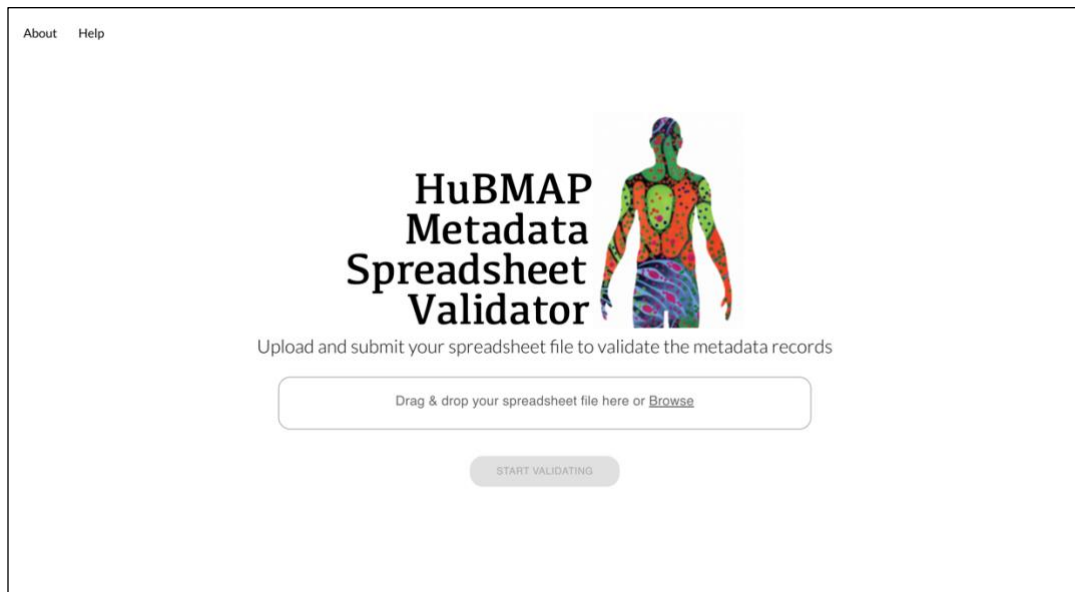 About Help
HuBMAP
Metadata
Spreadsheet
Validator
Upload and submit your spreadsheet file to validate the metadata records
Drag & drop your spreadsheet file here or Browse
START VALIDATING